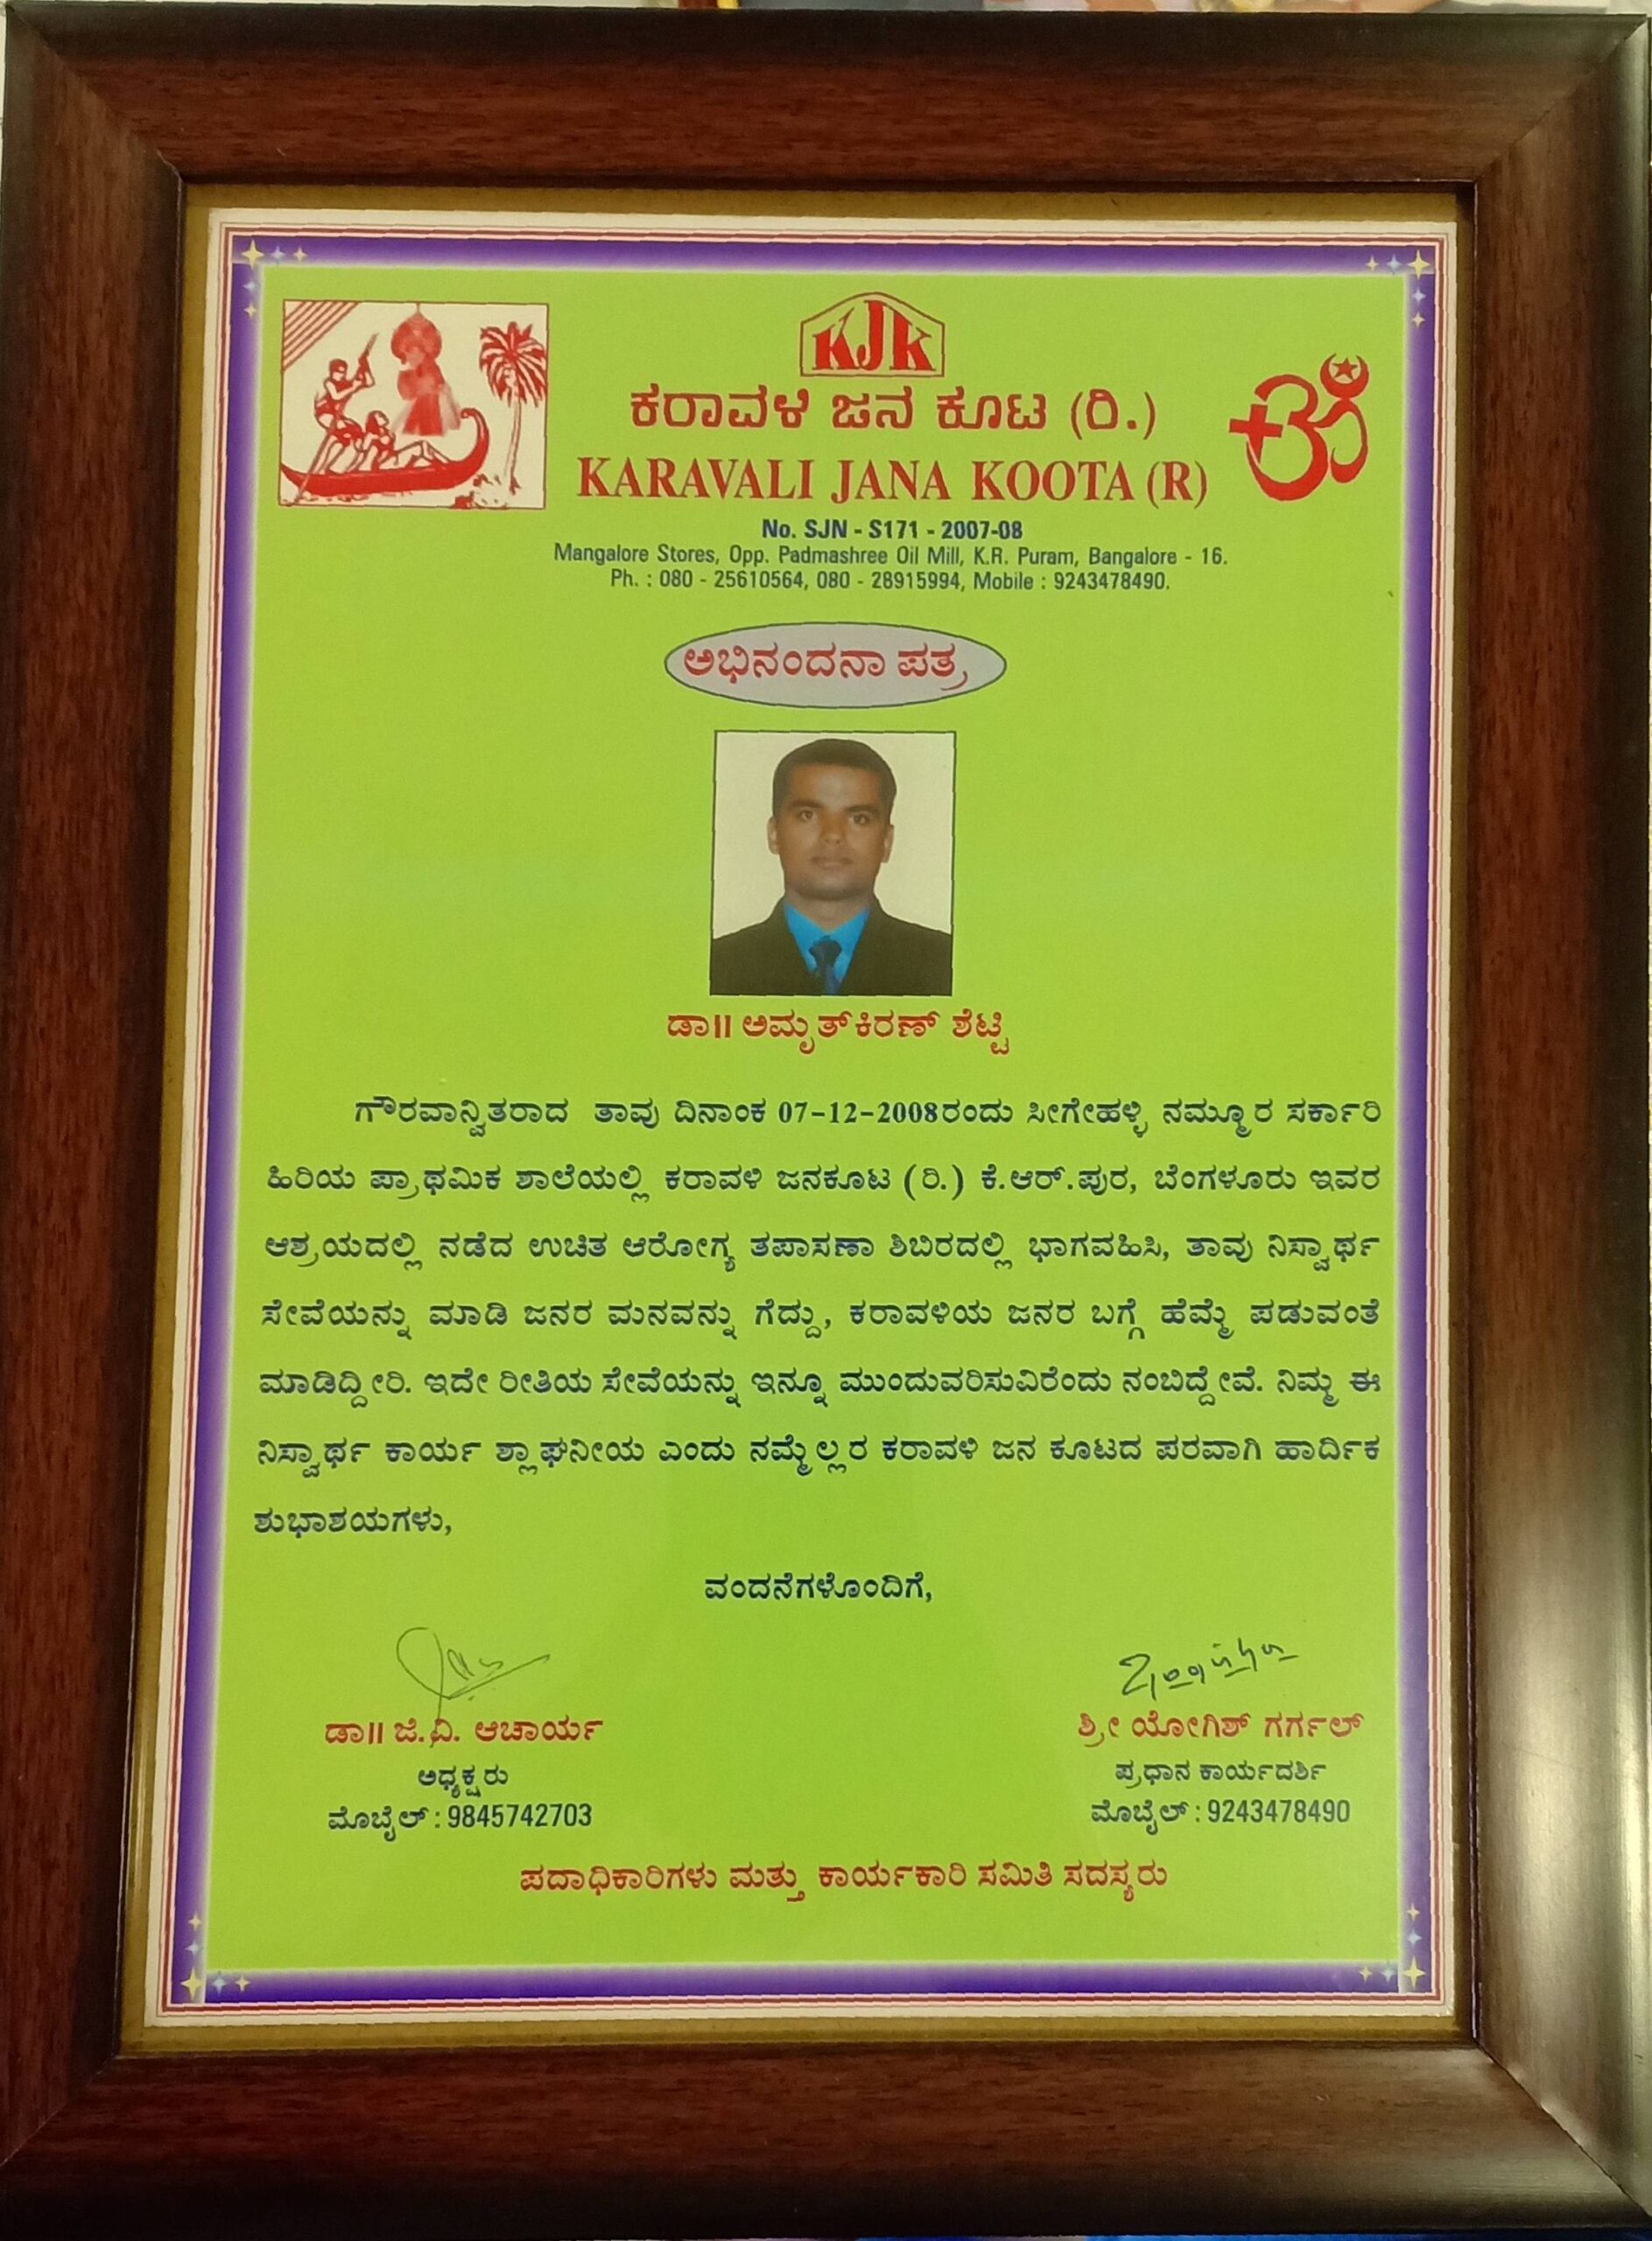 KJK
ಕರಾವಳಿ ಜನ ಕೂಟ (ರಿ.)
KARAVALI JANA KOOTA (R)
No. SJN - S171 - 2007-08
Mangalore Stores, Opp. Padmashree Oil Mill, K.R. Puram, Bangalore - 16.
Ph. : 080 - 25610564, 080 - 28915994, Mobile : 9243478490.
ಅಭಿನಂದನಾ ಪತ್ರ
ಡಾ॥ ಅಮೃತ್‌ಕಿರಣ್ ಶೆಟ್ಟಿ
ಗೌರವಾನ್ವಿತರಾದ ತಾವು ದಿನಾಂಕ 07-12-2008ರಂದು ಸೀಗೇಹಳ್ಳಿ ನಮ್ಮೂರ ಸರ್ಕಾರಿ
ಹಿರಿಯ ಪ್ರಾಥಮಿಕ ಶಾಲೆಯಲ್ಲಿ ಕರಾವಳಿ ಜನಕೂಟ (ರಿ.) ಕೆ.ಆರ್.ಪುರ, ಬೆಂಗಳೂರು ಇವರ
ಆಶ್ರಯದಲ್ಲಿ ನಡೆದ ಉಚಿತ ಆರೋಗ್ಯ ತಪಾಸಣಾ ಶಿಬಿರದಲ್ಲಿ ಭಾಗವಹಿಸಿ, ತಾವು ನಿಸ್ವಾರ್ಥ
ಸೇವೆಯನ್ನು ಮಾಡಿ ಜನರ ಮನವನ್ನು ಗೆದ್ದು, ಕರಾವಳಿಯ ಜನರ ಬಗ್ಗೆ ಹೆಮ್ಮೆ ಪಡುವಂತೆ
ಮಾಡಿದ್ದೀರಿ. ಇದೇ ರೀತಿಯ ಸೇವೆಯನ್ನು ಇನ್ನೂ ಮುಂದುವರಿಸುವಿರೆಂದು ನಂಬಿದ್ದೇವೆ. ನಿಮ್ಮ ಈ
ನಿಸ್ವಾರ್ಥ ಕಾರ್ಯ ಶ್ಲಾಘನೀಯ ಎಂದು ನಮ್ಮೆಲ್ಲರ ಕರಾವಳಿ ಜನ ಕೂಟದ ಪರವಾಗಿ ಹಾರ್ದಿಕ
ಶುಭಾಶಯಗಳು,
ವಂದನೆಗಳೊಂದಿಗೆ,
ಡಾ॥ ಜಿ.ವಿ. ಆಚಾರ್ಯ
ಅಧ್ಯಕ್ಷರು
ಮೊಬೈಲ್ : 9845742703
ಶ್ರೀ ಯೋಗಿಶ್ ಗರ್ಗಲ್
ಪ್ರಧಾನ ಕಾರ್ಯದರ್ಶಿ
ಮೊಬೈಲ್ : 9243478490
ಪದಾಧಿಕಾರಿಗಳು ಮತ್ತು ಕಾರ್ಯಕಾರಿ ಸಮಿತಿ ಸದಸ್ಯರು